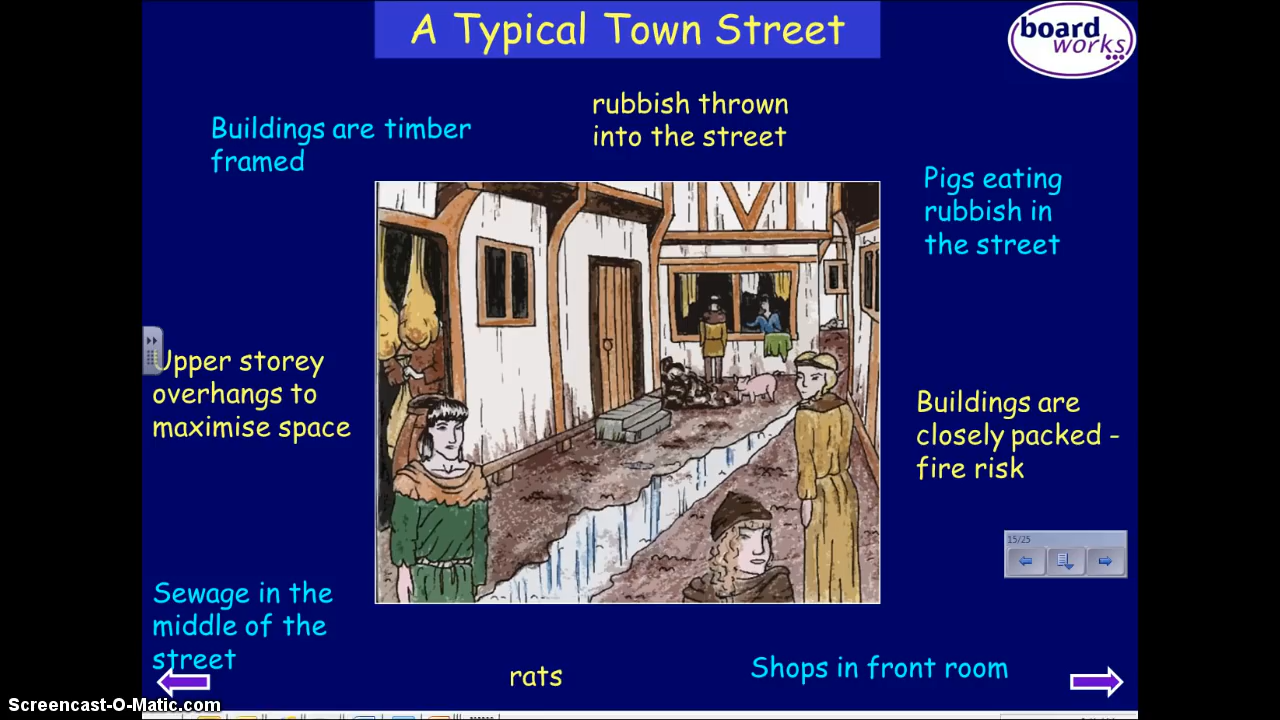 A Typical Town Street
board
works
rubbish thrown
into the street
Buildings are timber
framed
Pigs eating
rubbish in
the street
Upper storey
overhangs to
maximise space
Buildings are
closely packed -
fire risk
15/25
Sewage in the
middle of the
street
rats
Shops in front room
Screencast-O-Matic.com